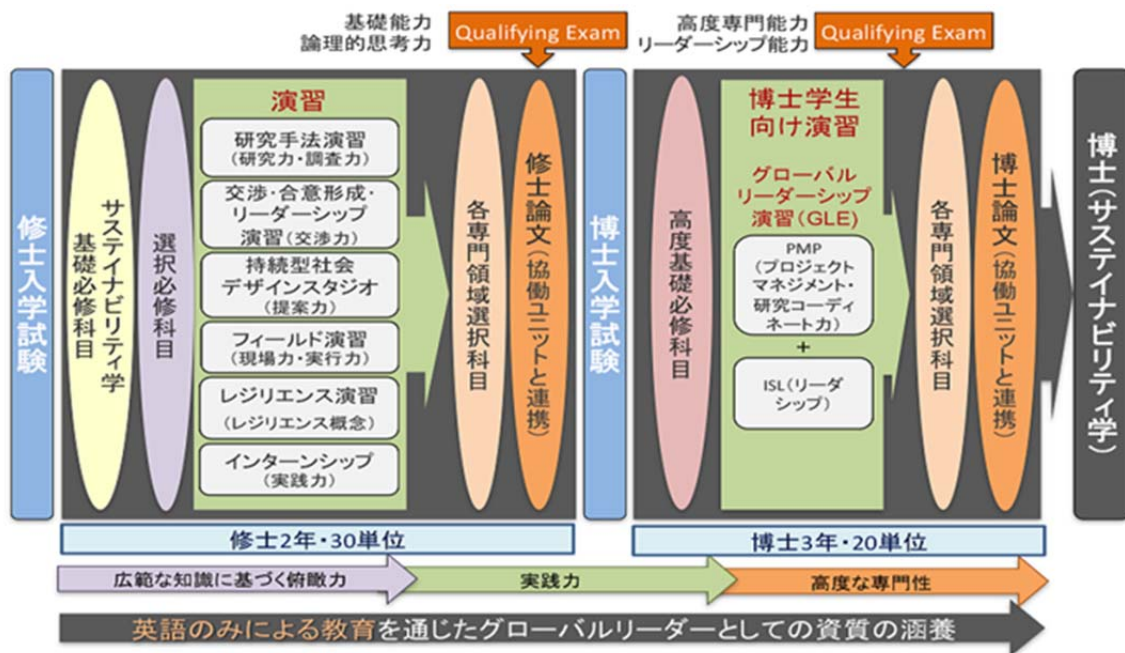 基礎能力
論理的思考力
Qualifying Exam
高度専門能力
リーダーシップ能力
Qualifying Exam
修士入学試験
サステイナビリティ学
基礎必修科目
選択必修科目
演習
研究手法演習
(研究力・調査力)
交渉・合意形成・
リーダーシップ
演習(交渉力)
持続型社会
デザインスタジオ
(提案力)
フィールド演習
(現場力・実行力)
レジリエンス演習
(レジリエンス概念)
インターンシップ
(実践力)
各専門領域選択科目
修士論文(協働ユニットと連携)
博士入学試験
高度基礎必修科目
博士学生
向け演習
グローバル
リーダーシップ
演習(GLE)
PMP
(プロジェクト
マネジメント・
研究コーディ
ネート力)
+
ISL(リーダ
シップ)
各専門領域選択科目
博士論文(協働ユニットと連携)
博士(サステイナビリティ学)
修士2年・30単位
博士3年・20単位
広範な知識に基づく俯瞰力
実践力
高度な専門性
英語のみによる教育を通じたグローバルリーダーとしての資質の涵養